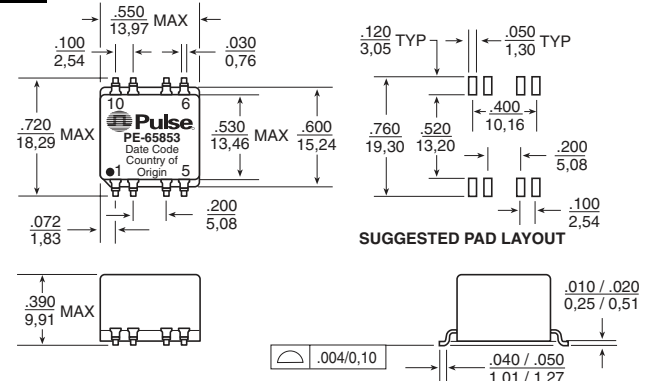 .550
13,97 MAX
.100
2,54
.030
0,76
.120
3,05 TYP
.050
1,30 TYP
10 6
Pulse
PE-65853
Date Code
Country of
Origin
1 5
.720
18,29 MAX
.530
13,46 MAX
.600
15,24
.072
1,83
.200
5,08
.760
19,30
.520
13,20
.400
10,16
.200
5,08
.100
2,54
SUGGESTED PAD LAYOUT
.390
9,91 MAX
.004/0,10
.010 / .020
0,25 / 0,51
.040 / .050
1,01 / 1,27